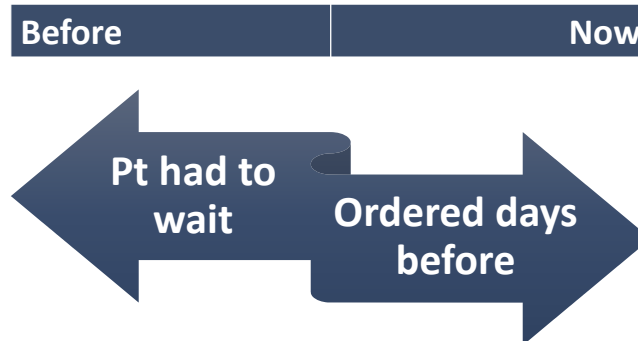 Before
Now
Pt had to
wait
Ordered days
before